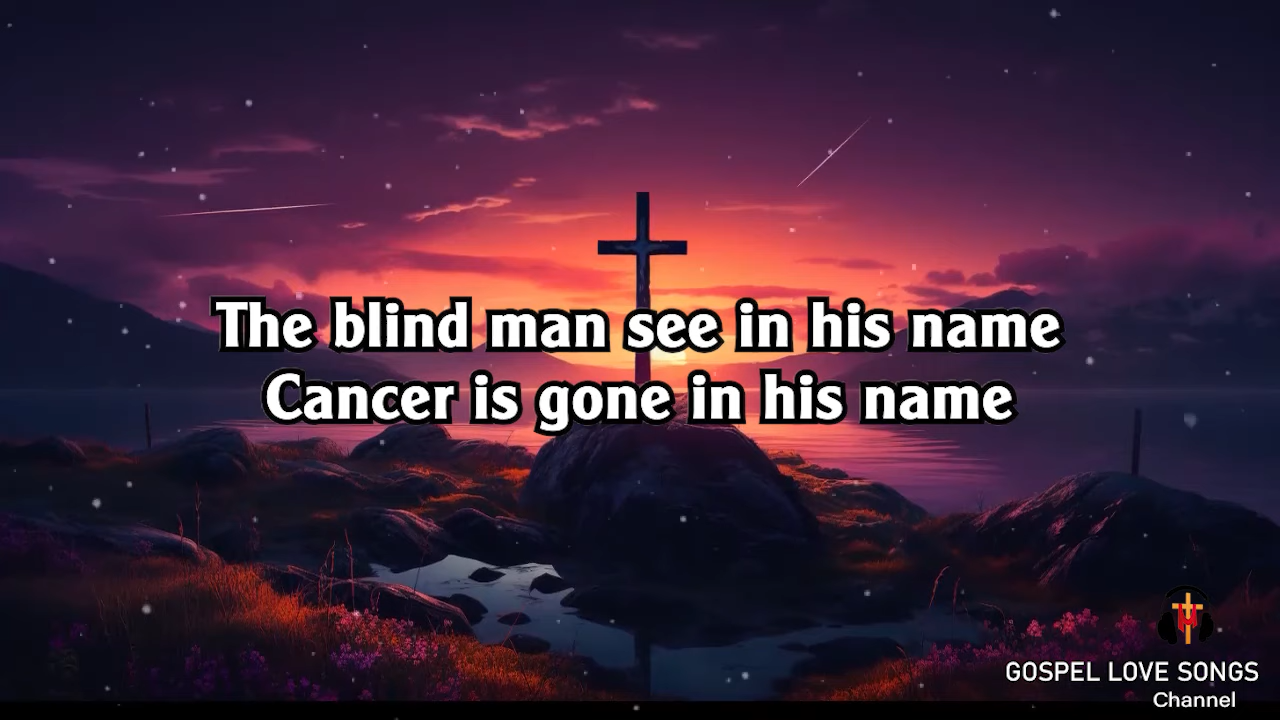 The blind man see in his name
Cancer is gone in his name
GOSPEL LOVE SONGS
Channel